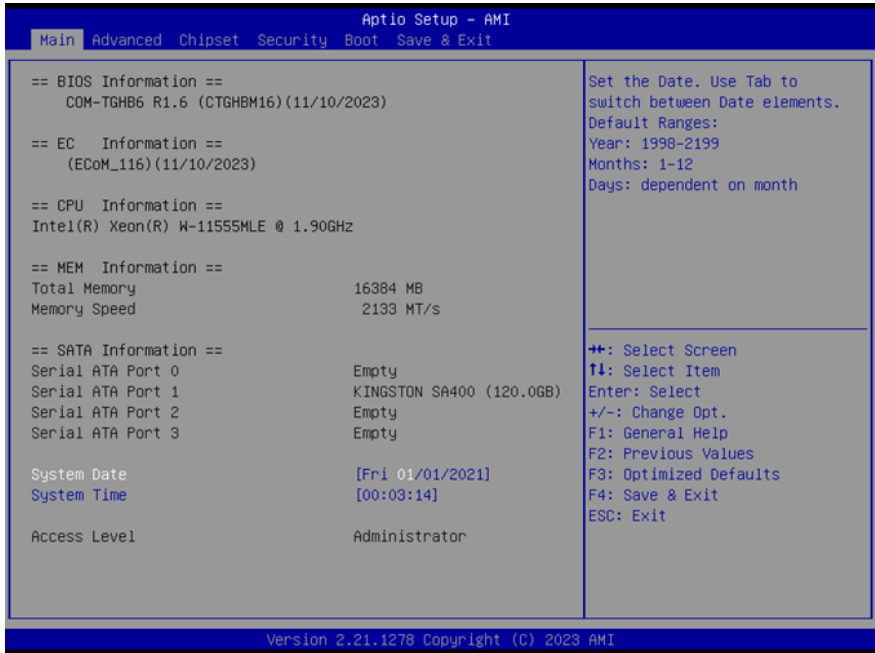 Aptio Setup – AMI
Main Advanced Chipset Security Boot Save & Exit
== BIOS Information ==
COM-TGHB6 R1.6 (CTGHBM16)(11/10/2023)
== EC Information ==
(ECoM_116)(11/10/2023)
== CPU Information ==
Intel(R) Xeon(R) W-11555MLE @ 1.90GHz
== MEM Information ==
Total Memory 16384 MB
Memory Speed 2133 MT/s
== SATA Information ==
Serial ATA Port 0 Empty
Serial ATA Port 1 KINGSTON SA400 (120.0GB)
Serial ATA Port 2 Empty
Serial ATA Port 3 Empty
System Date [Fri 01/01/2021]
System Time [00:03:14]
Access Level Administrator
Set the Date. Use Tab to
switch between Date elements.
Default Ranges:
Year: 1998-2199
Months: 1-12
Days: dependent on month
→←: Select Screen
↑↓: Select Item
Enter: Select
+/-: Change Opt.
F1: General Help
F2: Previous Values
F3: Optimized Defaults
F4: Save & Exit
ESC: Exit
Version 2.21.1278 Copyright (C) 2023 AMI